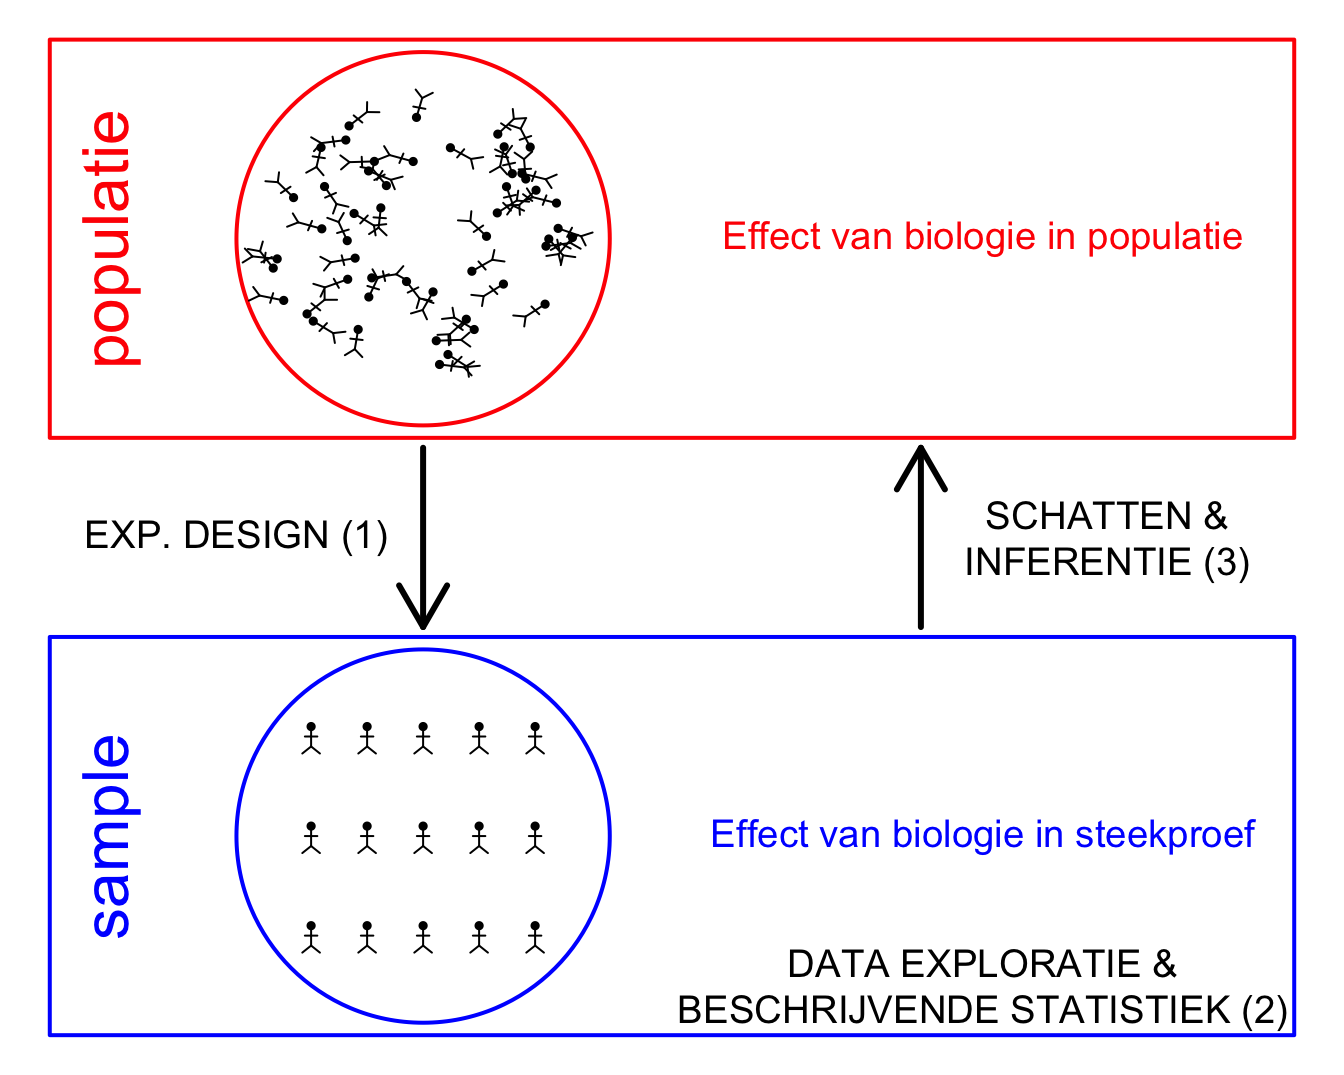 populatie
Effect van biologie in populatie
EXP. DESIGN (1)
SCHATTEN &
INFERENTIE (3)
sample
Effect van biologie in steekproef
DATA EXPLORATIE &
BESCHRIJVENDE STATISTIEK (2)